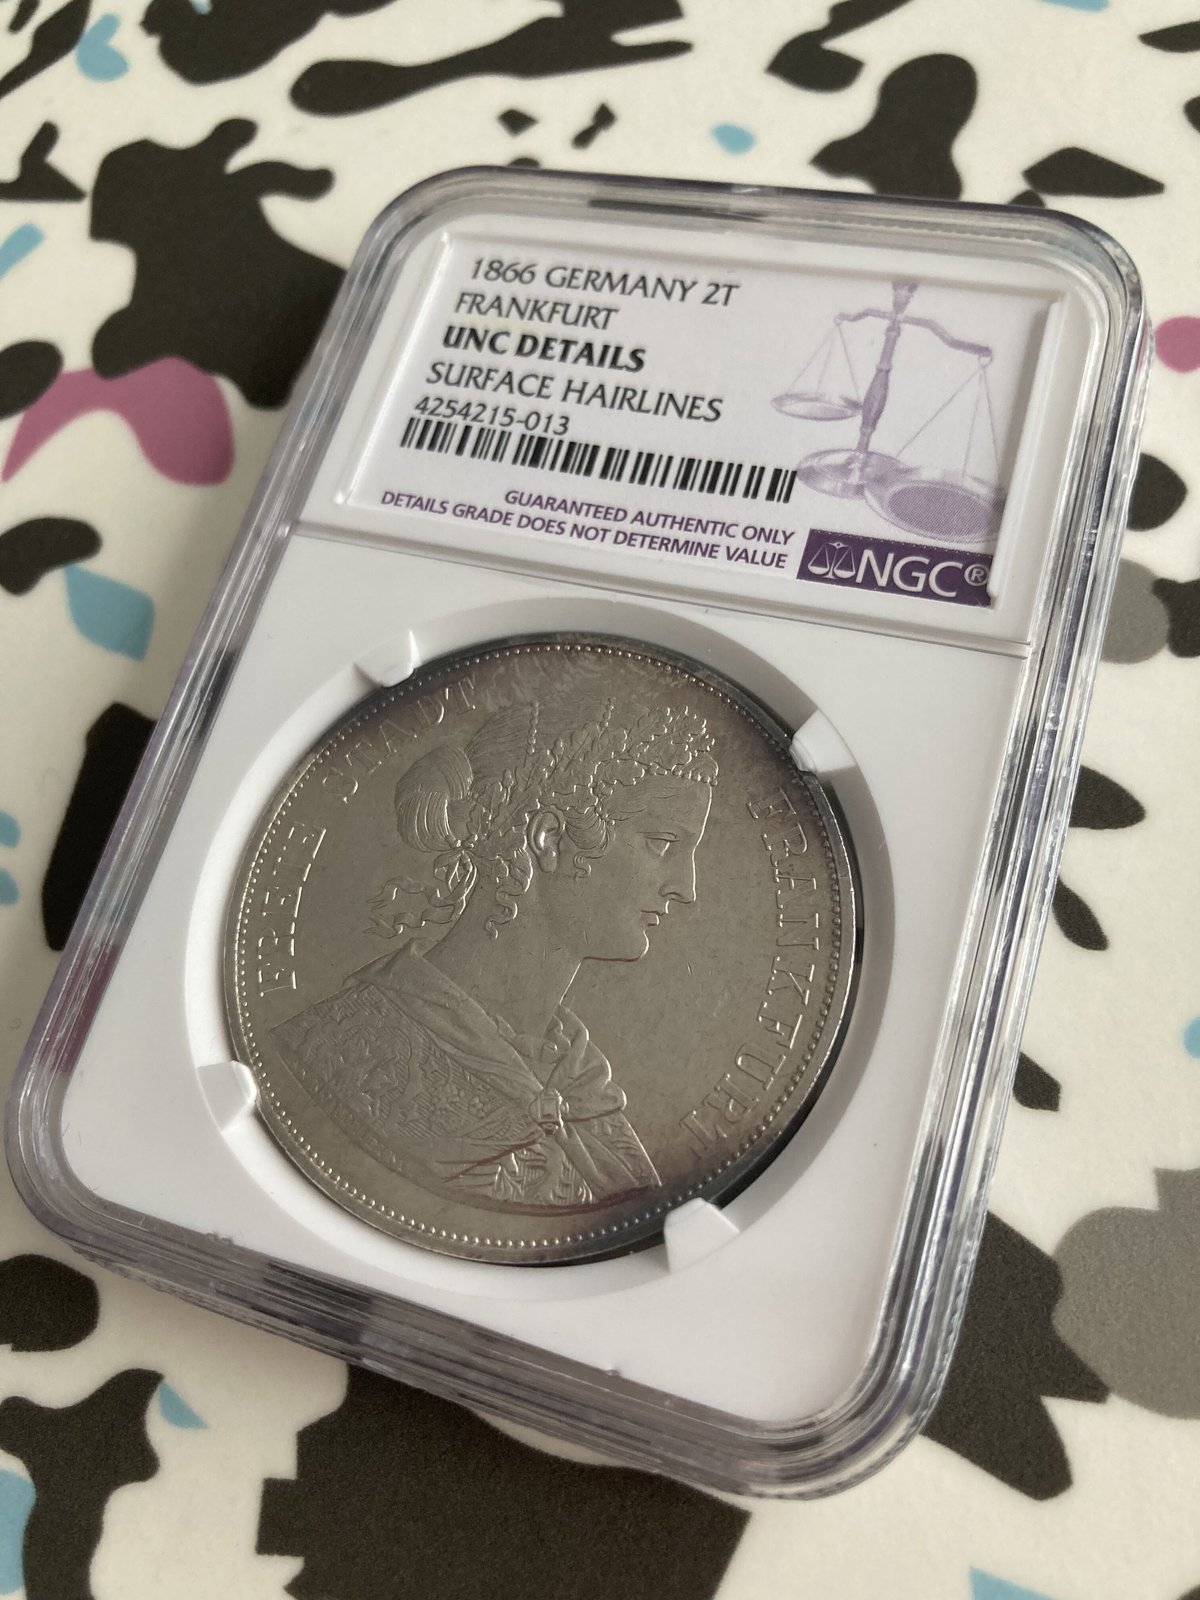 1866 GERMANY 2T
FRANKFURT
UNC DETAILS
SURFACE HAIRLINES
4254215-013
GUARANTEED AUTHENTIC ONLY
DETAILS GRADE DOES NOT DETERMINE VALUE
NGC®
FREIE STADT
FRANKFURT